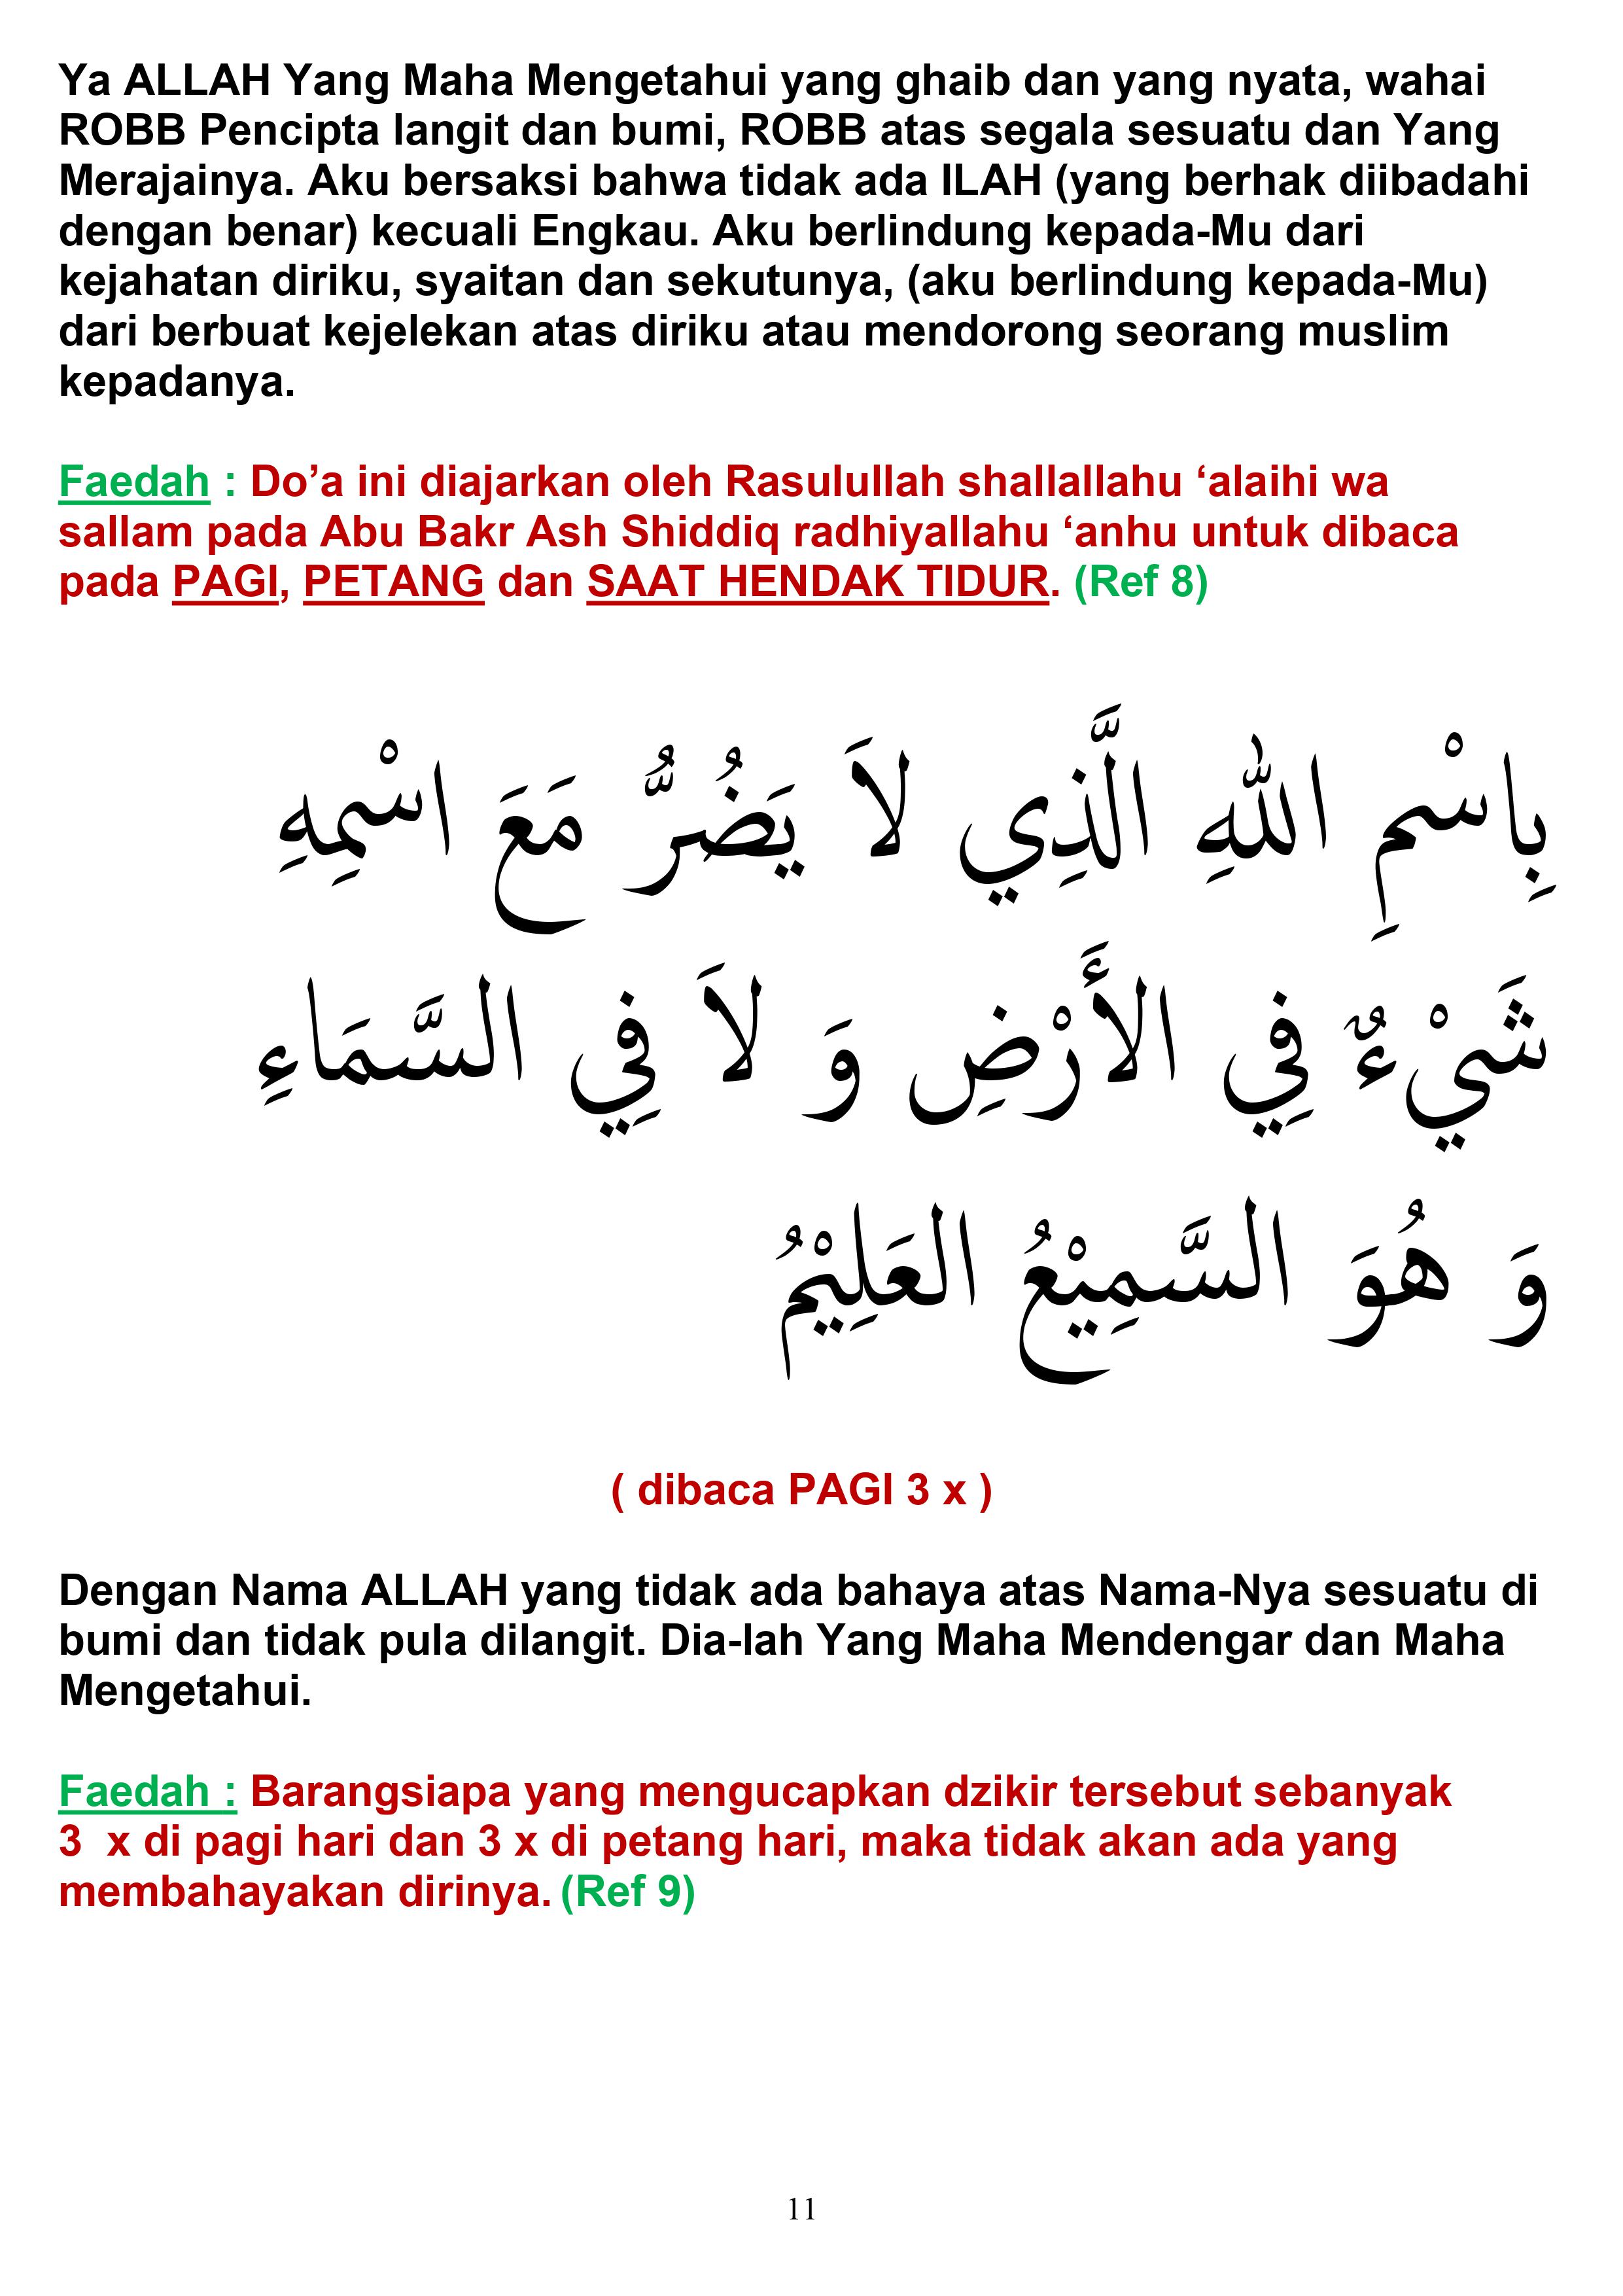 Ya ALLAH Yang Maha Mengetahui yang ghaib dan yang nyata, wahai
ROBB Pencipta langit dan bumi, ROBB atas segala sesuatu dan Yang
Merajainya. Aku bersaksi bahwa tidak ada ILAH (yang berhak diibadahi
dengan benar) kecuali Engkau. Aku berlindung kepada-Mu dari
kejahatan diriku, syaitan dan sekutunya, (aku berlindung kepada-Mu)
dari berbuat kejelekan atas diriku atau mendorong seorang muslim
kepadanya.
Faedah : Do’a ini diajarkan oleh Rasulullah shallallahu ‘alaihi wa
sallam pada Abu Bakr Ash Shiddiq radhiyallahu ‘anhu untuk dibaca
pada PAGI, PETANG dan SAAT HENDAK TIDUR. (Ref 8)
بِاسْمِ اللهِ الَّذِي لاَ يَضُرُّ مَعَ اسْمِهِ
شَيْءٌ فِي الأَرْضِ وَ لاَ فِي السَّمَاءِ
وَ هُوَ السَّمِيْعُ العَلِيْمُ
( dibaca PAGI 3 x )
Dengan Nama ALLAH yang tidak ada bahaya atas Nama-Nya sesuatu di
bumi dan tidak pula dilangit. Dia-lah Yang Maha Mendengar dan Maha
Mengetahui.
Faedah : Barangsiapa yang mengucapkan dzikir tersebut sebanyak
3  x di pagi hari dan 3 x di petang hari, maka tidak akan ada yang
membahayakan dirinya. (Ref 9)
11